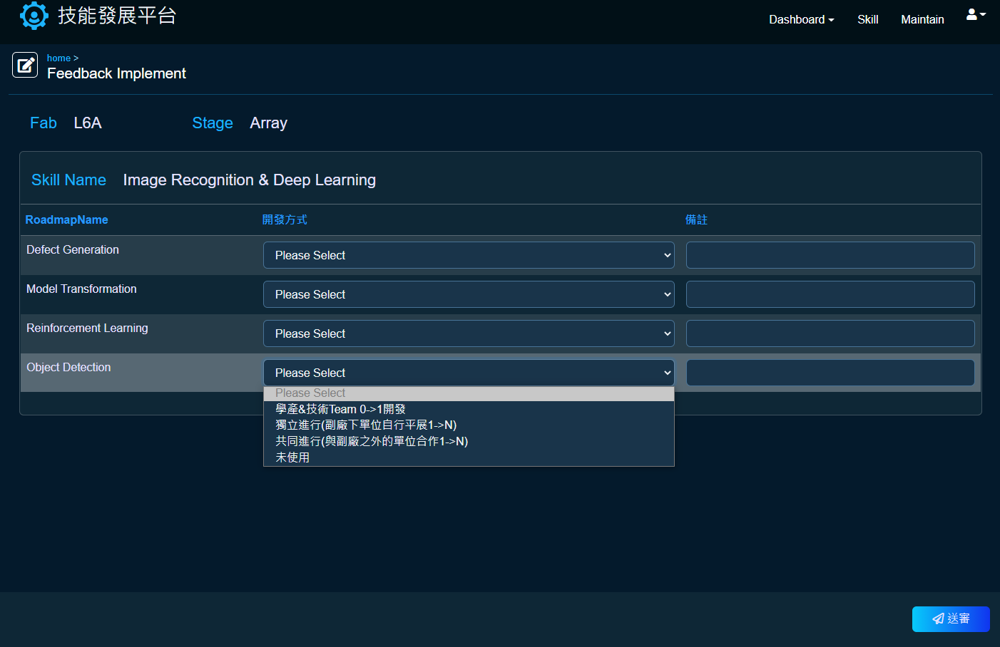 技能發展平台
Dashboard Skill Maintain
home >
Feedback Implement
Fab L6A Stage Array
Skill Name Image Recognition & Deep Learning
RoadmapName 開發方式 備註
Defect Generation Please Select
Model Transformation Please Select
Reinforcement Learning Please Select
Object Detection Please Select
Please Select
學產&技術Team 0->1開發
獨立進行(副廠下單位自行平展1->N)
共同進行(與副廠之外的單位合作1->N)
未使用
送審